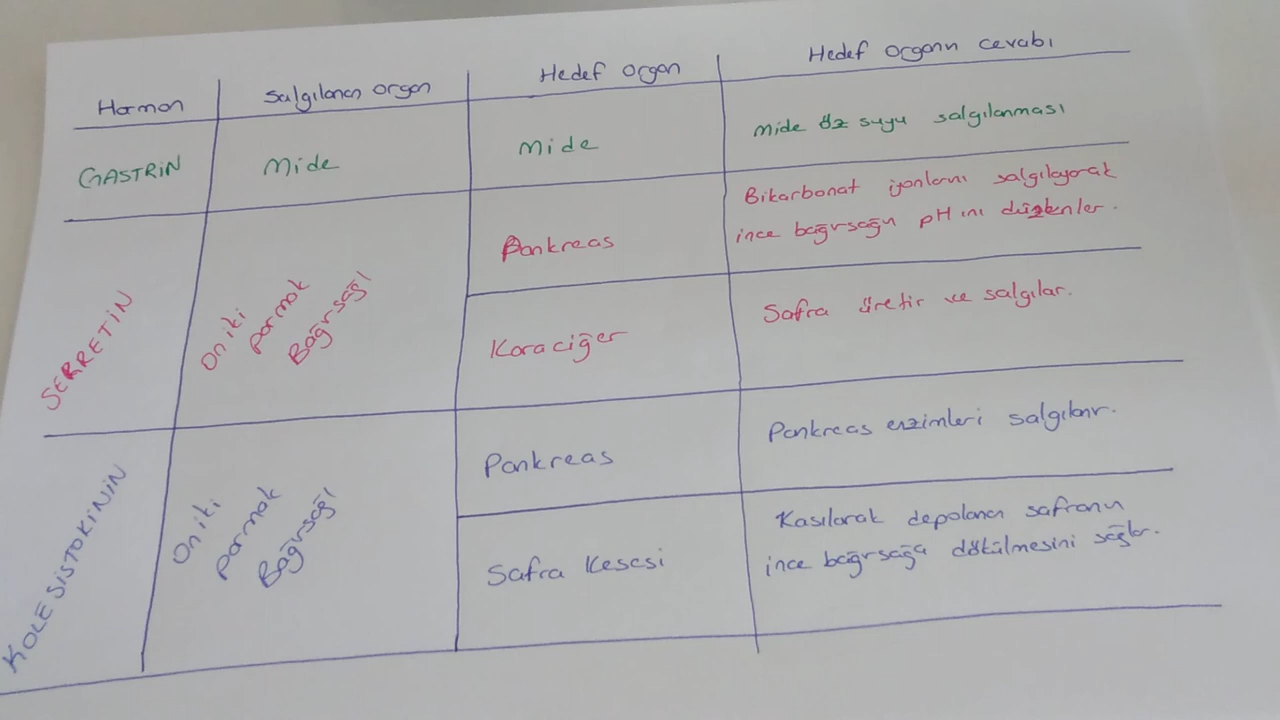 Hormon
Salgılanan organ
Hedef organ
Hedef organın cevabı
GASTRİN
Mide
Mide
Mide öz suyu salgılanması
SEKRETİN
Oniki
parmak
Bağırsağı
Pankreas
Bikarbonat iyonlarını salgılayarak
ince bağırsağın pH ını düzenler.
Karaciğer
Safra üretir ve salgılar.
KOLESİSTOKİNİN
Oniki
parmak
Bağırsağı
Pankreas
Pankreas enzimleri salgılanır.
Safra Kesesi
Kasılarak depolanan safranın
ince bağırsağa dökülmesini sağlar.